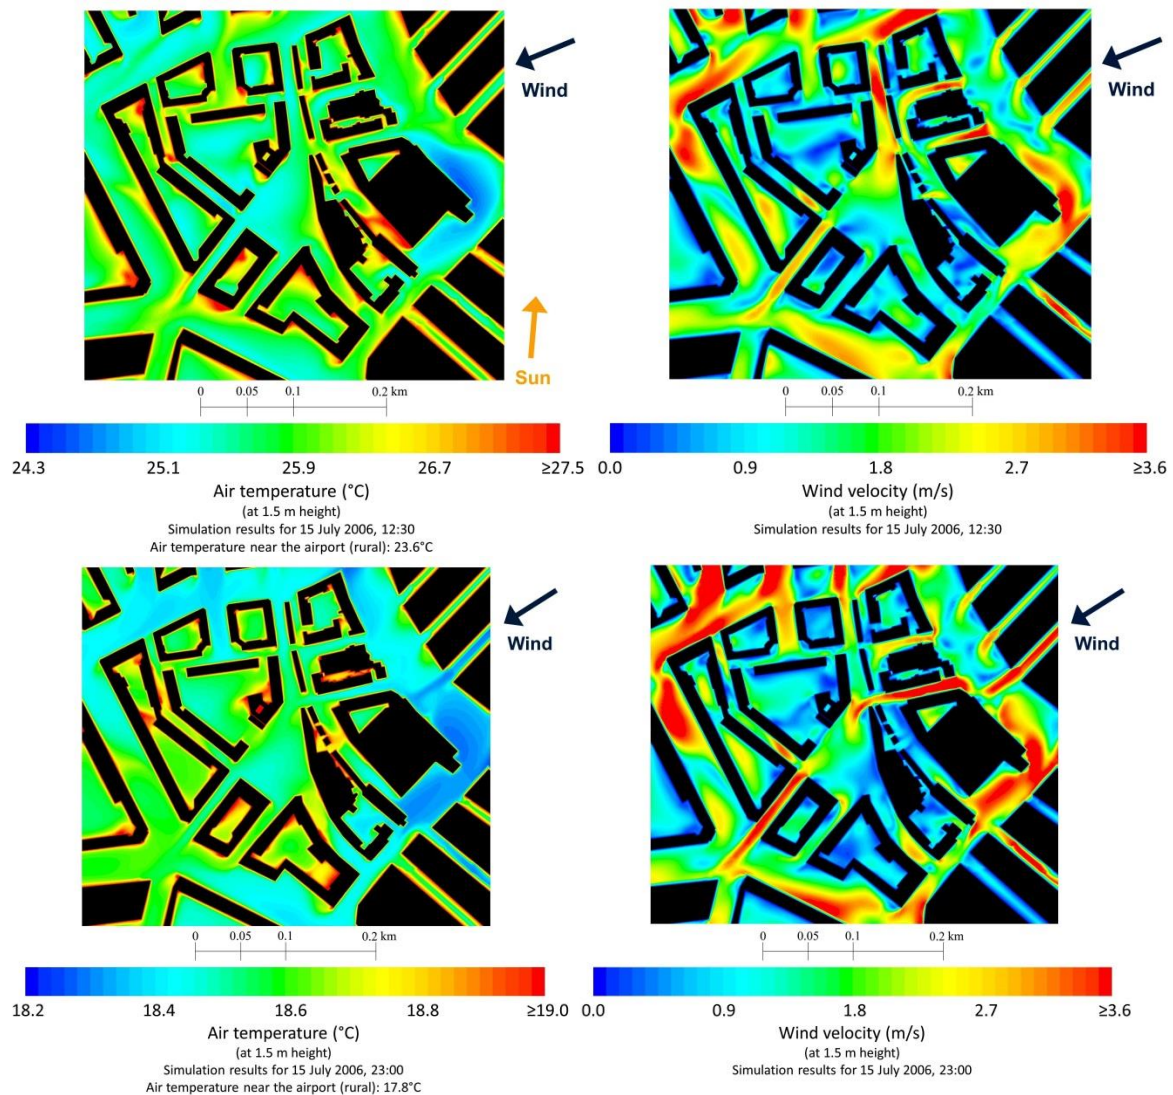 Wind
Sun
0 0.05 0.1 0.2 km
24.3 25.1 25.9 26.7 ≥27.5
Air temperature (°C)
(at 1.5 m height)
Simulation results for 15 July 2006, 12:30
Air temperature near the airport (rural): 23.6°C
Wind
0 0.05 0.1 0.2 km
0.0 0.9 1.8 2.7 ≥3.6
Wind velocity (m/s)
(at 1.5 m height)
Simulation results for 15 July 2006, 12:30
Wind
0 0.05 0.1 0.2 km
18.2 18.4 18.6 18.8 ≥19.0
Air temperature (°C)
(at 1.5 m height)
Simulation results for 15 July 2006, 23:00
Air temperature near the airport (rural): 17.8°C
Wind
0 0.05 0.1 0.2 km
0.0 0.9 1.8 2.7 ≥3.6
Wind velocity (m/s)
(at 1.5 m height)
Simulation results for 15 July 2006, 23:00